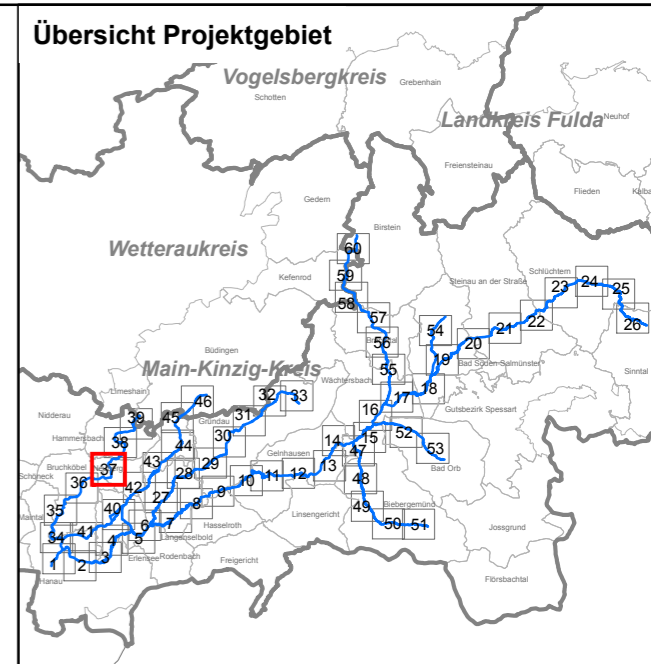 Übersicht Projektgebiet
Vogelsbergkreis
Grebenhain
Schotten
Landkreis Fulda
Neuhof
Freiensteinau
Flieden
Gedern
Birstein
Wetteraukreis
60
Schlüchtern
Kefenrod
59
Steinau an der Straße
23
24
25
58
57
54
22
26
21
56
20
Büdingen
Sinntal
Main-Kinzig-Kreis
19
Bad Soden-Salmünster
Limeshain
55
Wächtersbach
46
32
33
18
17
Nidderau
45
31
16
Gutsbezirk Spessart
39
Gründau
Hammersbach
38
30
14
15
52
44
Gelnhausen
53
47
Bruchköbel
37
43
29
13
Bad Orb
Schöneck
28
12
11
36
10
48
42
9
Linsengericht
27
8
49
Biebergemünd
35
40
Hasselroth
Maintal
6
7
50
51
41
Jossgrund
34
4
5
Langenselbold
3
Erlensee
Rodenbach
Freigericht
1
2
Hanau
Flörsbachtal